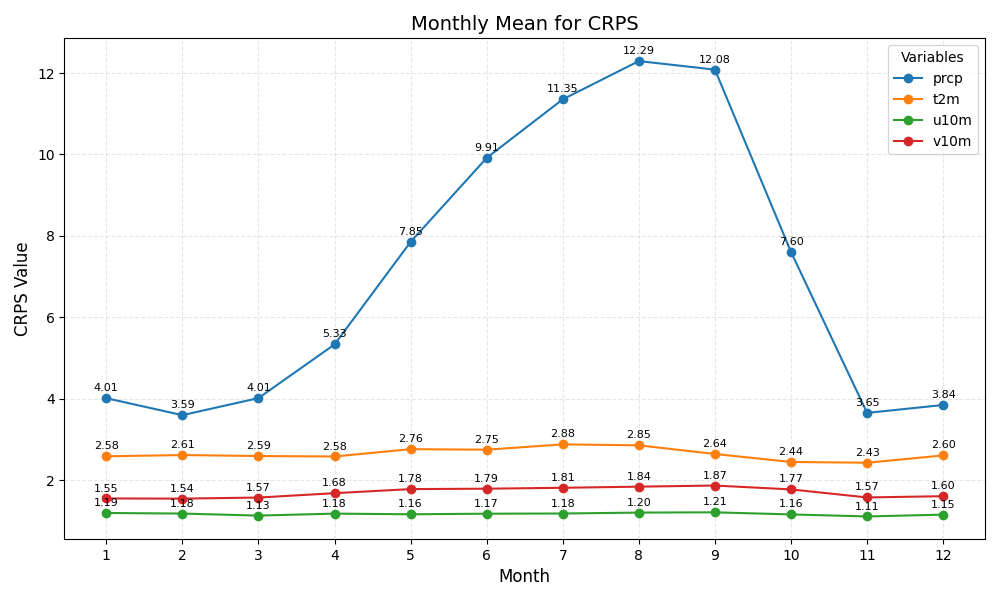 Monthly Mean for CRPS
Variables
prcp
t2m
u10m
v10m
CRPS Value
12
10
8
6
4
2
4.01 3.59 4.01 5.33 7.85 9.91 11.35 12.29 12.08 7.60 3.65 3.84
2.58 2.61 2.59 2.58 2.76 2.75 2.88 2.85 2.64 2.44 2.43 2.60
1.55 1.54 1.57 1.68 1.78 1.79 1.81 1.84 1.87 1.77 1.57 1.60
1.19 1.18 1.13 1.18 1.16 1.17 1.18 1.20 1.21 1.16 1.11 1.15
1 2 3 4 5 6 7 8 9 10 11 12
Month